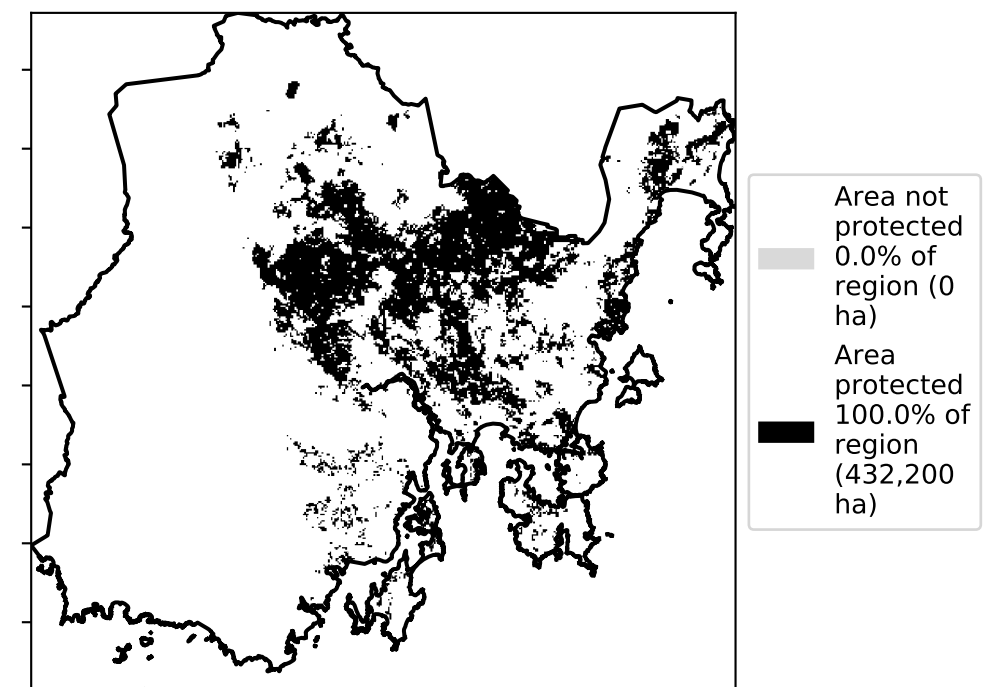 Area not
protected
0.0% of
region (0
ha)
Area
protected
100.0% of
region
(432,200
ha)